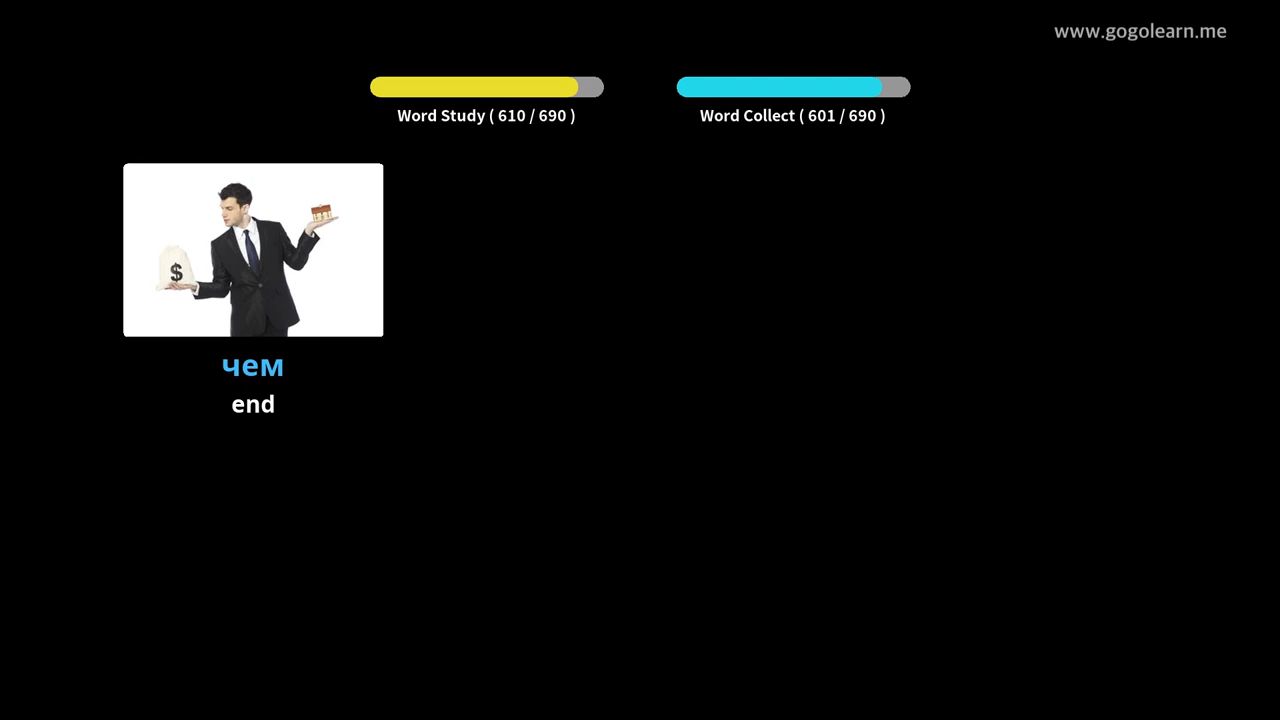 www.gogolearn.me
Word Study ( 610 / 690 )
Word Collect ( 601 / 690 )
$
чем
end